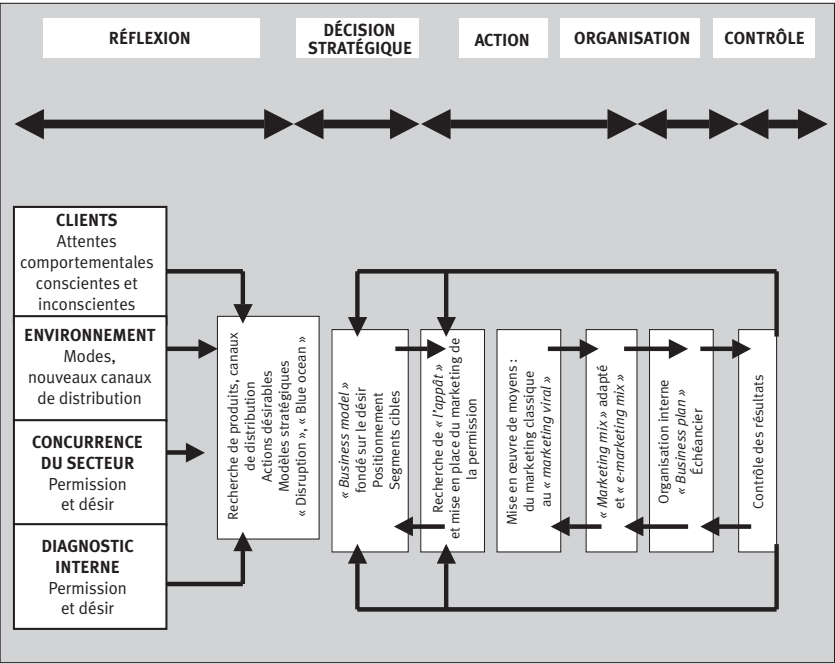 RÉFLEXION
DÉCISION
STRATÉGIQUE
ACTION
ORGANISATION
CONTRÔLE
CLIENTS
Attentes
comportementales
conscientes et
inconscientes
ENVIRONNEMENT
Modes,
nouveaux canaux
de distribution
CONCURRENCE
DU SECTEUR
Permission
et désir
DIAGNOSTIC
INTERNE
Permission
et désir
Recherche de produits, canaux
de distribution
Actions désirables
Modèles stratégiques
« Disruption », « Blue ocean »
« Business model »
fondé sur le désir
Positionnement
Segments cibles
Recherche de « l'appât »
et mise en place du marketing de
la permission
Mise en œuvre de moyens :
du marketing classique
au « marketing viral »
« Marketing mix » adapté
et « e-marketing mix »
Organisation interne
« Business plan »
Échéancier
Contrôle des résultats